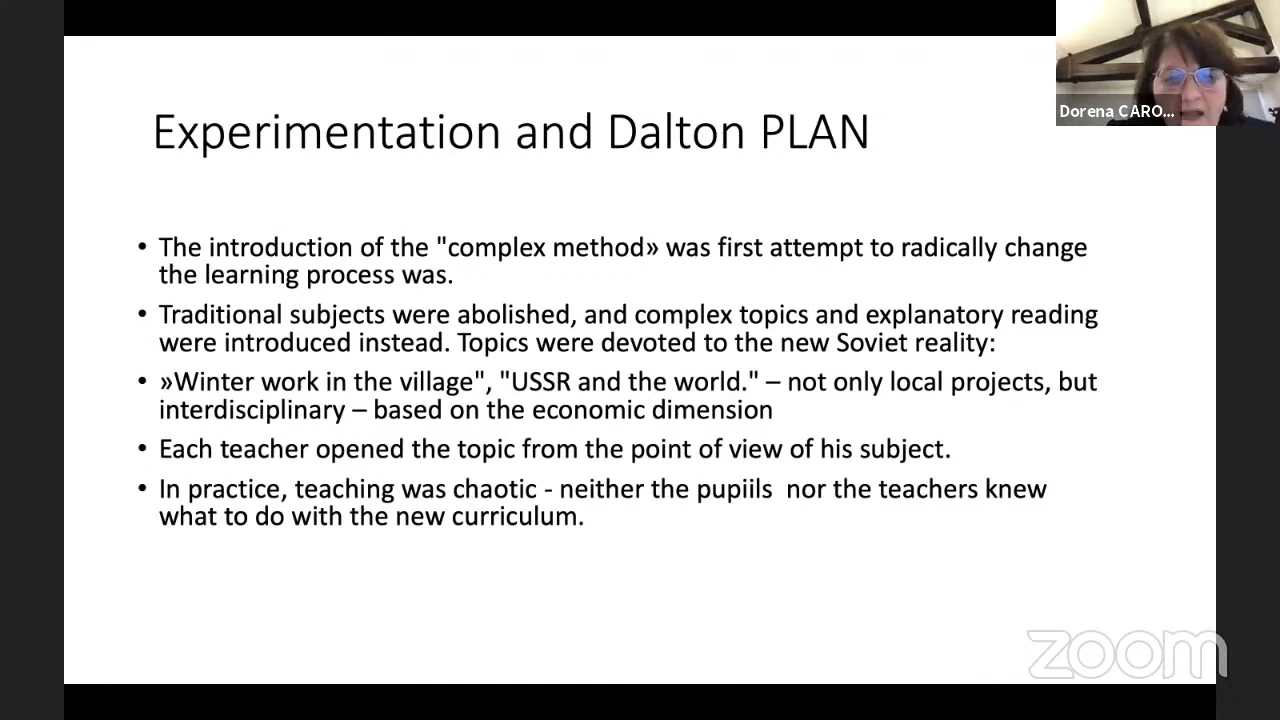 Experimentation and Dalton PLAN
Dorena CARO...
• The introduction of the "complex method» was first attempt to radically change
the learning process was.
• Traditional subjects were abolished, and complex topics and explanatory reading
were introduced instead. Topics were devoted to the new Soviet reality:
• »Winter work in the village", "USSR and the world." – not only local projects, but
interdisciplinary – based on the economic dimension
• Each teacher opened the topic from the point of view of his subject.
• In practice, teaching was chaotic - neither the pupiils  nor the teachers knew
what to do with the new curriculum.
zoom